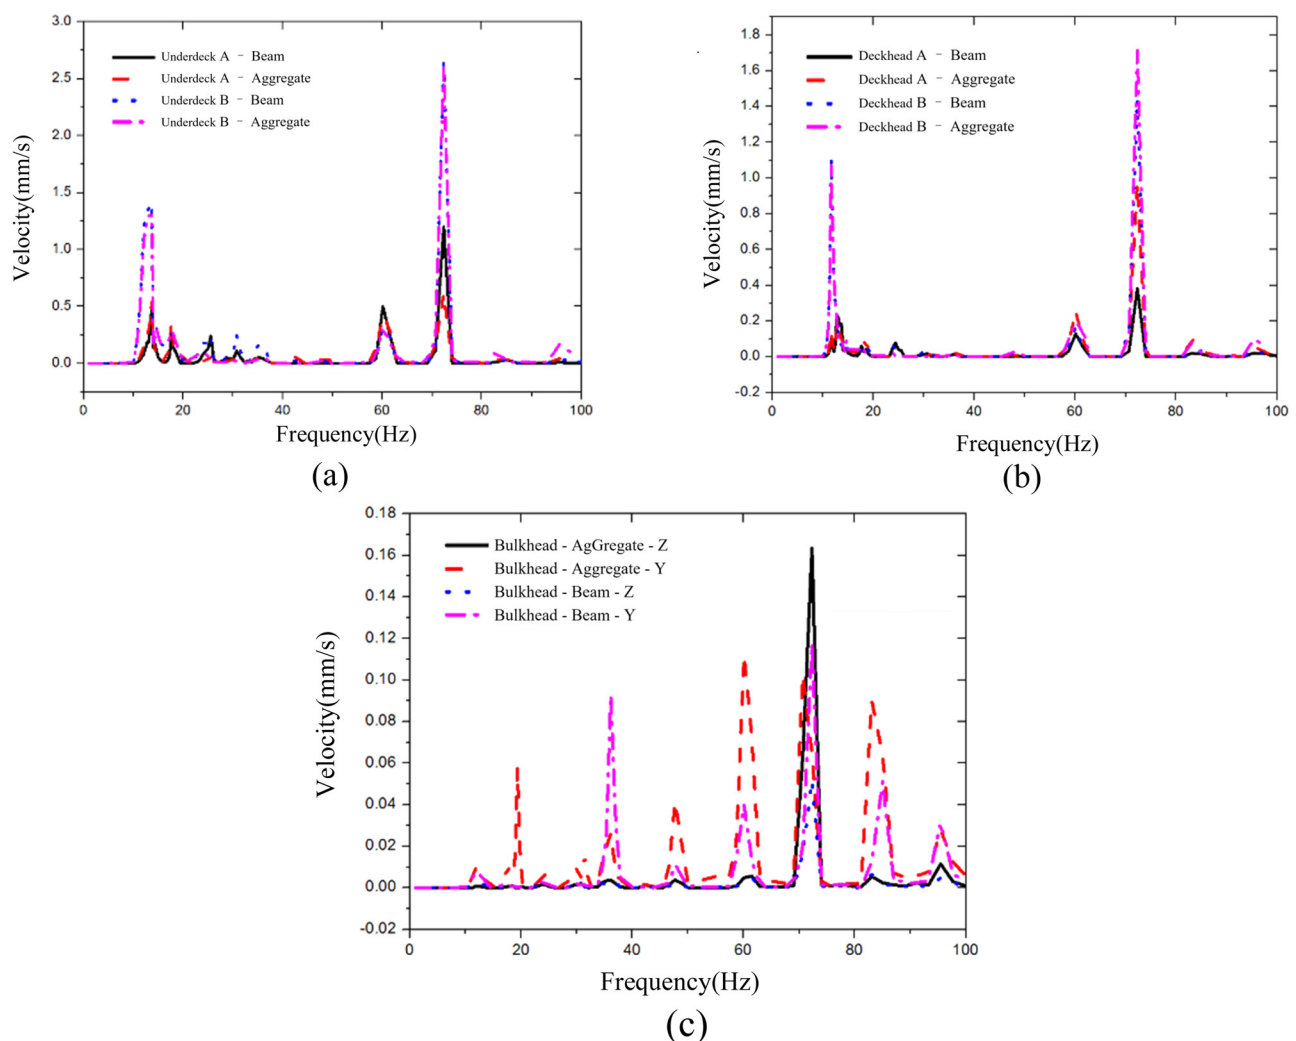 3.0
2.5
2.0
1.5
1.0
0.5
0.0
Velocity(mm/s)
Underdeck A - Beam
Underdeck A - Aggregate
Underdeck B - Beam
Underdeck B - Aggregate
0 20 40 60 80 100
Frequency(Hz)
(a)
1.8
1.6
1.4
1.2
1.0
0.8
0.6
0.4
0.2
0.0
-0.2
Velocity(mm/s)
Deckhead A - Beam
Deckhead A - Aggregate
Deckhead B - Beam
Deckhead B - Aggregate
0 20 40 60 80 100
Frequency(Hz)
(b)
0.18
0.16
0.14
0.12
0.10
0.08
0.06
0.04
0.02
0.00
-0.02
Velocity(mm/s)
Bulkhead - AgGregate - Z
Bulkhead - Aggregate - Y
Bulkhead - Beam - Z
Bulkhead - Beam - Y
0 20 40 60 80 100
Frequency(Hz)
(c)